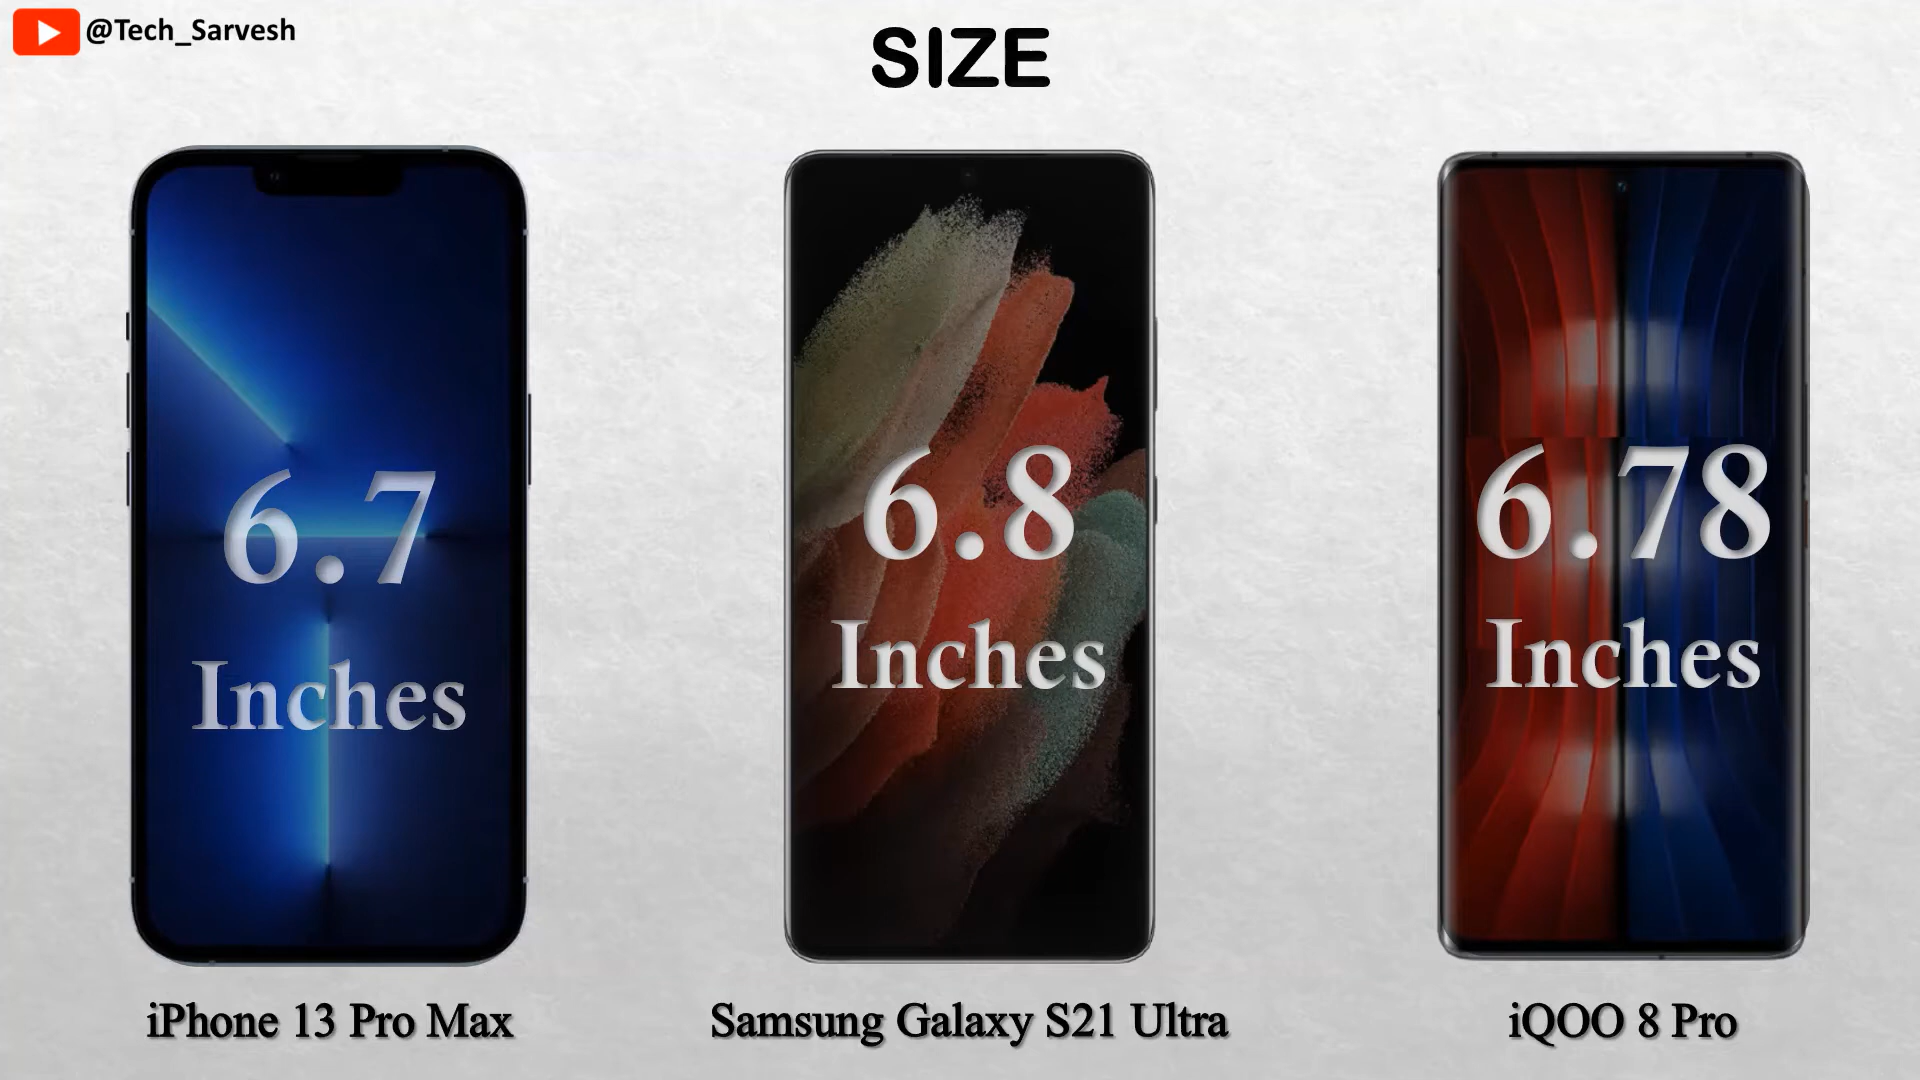 @Tech_Sarvesh
SIZE
6.7
Inches
6.8
Inches
6.78
Inches
iPhone 13 Pro Max
Samsung Galaxy S21 Ultra
iQOO 8 Pro